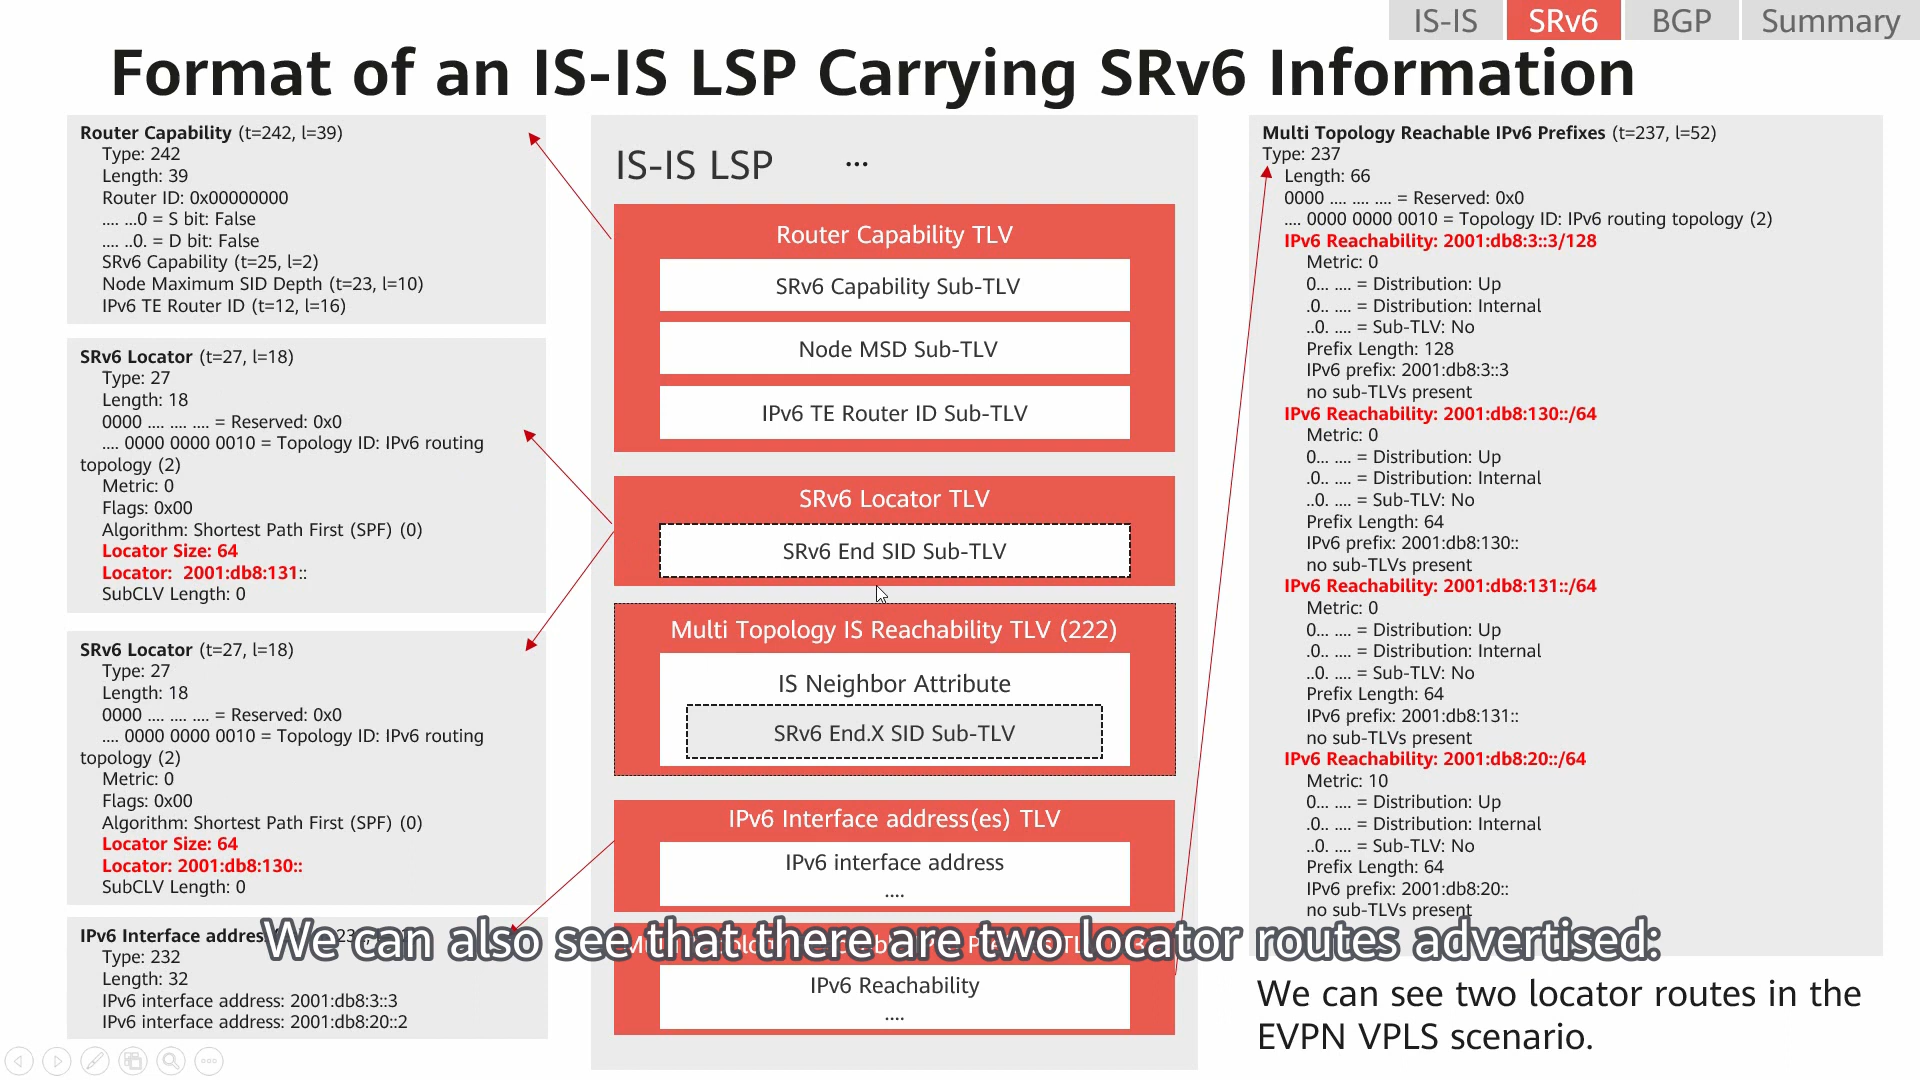 IS-IS SRv6 BGP Summary
Format of an IS-IS LSP Carrying SRv6 Information
Router Capability (t=242, l=39)
Type: 242
Length: 39
Router ID: 0x00000000
.... ...0 = S bit: False
.... ..0. = D bit: False
SRv6 Capability (t=25, l=2)
Node Maximum SID Depth (t=23, l=10)
IPv6 TE Router ID (t=12, l=16)
SRv6 Locator (t=27, l=18)
Type: 27
Length: 18
0000 .... .... .... = Reserved: 0x0
.... 0000 0000 0010 = Topology ID: IPv6 routing
topology (2)
Metric: 0
Flags: 0x00
Algorithm: Shortest Path First (SPF) (0)
Locator Size: 64
Locator: 2001:db8:131::
SubCLV Length: 0
SRv6 Locator (t=27, l=18)
Type: 27
Length: 18
0000 .... .... .... = Reserved: 0x0
.... 0000 0000 0010 = Topology ID: IPv6 routing
topology (2)
Metric: 0
Flags: 0x00
Algorithm: Shortest Path First (SPF) (0)
Locator Size: 64
Locator: 2001:db8:130::
SubCLV Length: 0
IPv6 Interface
Type: 232
Length: 32
IPv6 interface address: 2001:db8:3::3
IPv6 interface address: 2001:db8:20::2
IS-IS LSP ...
Router Capability TLV
SRv6 Capability Sub-TLV
Node MSD Sub-TLV
IPv6 TE Router ID Sub-TLV
SRv6 Locator TLV
SRv6 End SID Sub-TLV
Multi Topology IS Reachability TLV (222)
IS Neighbor Attribute
SRv6 End.X SID Sub-TLV
IPv6 Interface address(es) TLV
IPv6 interface address
....
IPv6 Reachability
....
Multi Topology Reachable IPv6 Prefixes (t=237, l=52)
Type: 237
Length: 66
0000 .... .... .... = Reserved: 0x0
.... 0000 0000 0010 = Topology ID: IPv6 routing topology (2)
IPv6 Reachability: 2001:db8:3::3/128
Metric: 0
0... .... = Distribution: Up
.0.. .... = Distribution: Internal
..0. .... = Sub-TLV: No
Prefix Length: 128
IPv6 prefix: 2001:db8:3::3
no sub-TLVs present
IPv6 Reachability: 2001:db8:130::/64
Metric: 0
0... .... = Distribution: Up
.0.. .... = Distribution: Internal
..0. .... = Sub-TLV: No
Prefix Length: 64
IPv6 prefix: 2001:db8:130::
no sub-TLVs present
IPv6 Reachability: 2001:db8:131::/64
Metric: 0
0... .... = Distribution: Up
.0.. .... = Distribution: Internal
..0. .... = Sub-TLV: No
Prefix Length: 64
IPv6 prefix: 2001:db8:131::
no sub-TLVs present
IPv6 Reachability: 2001:db8:20::/64
Metric: 10
0... .... = Distribution: Up
.0.. .... = Distribution: Internal
..0. .... = Sub-TLV: No
Prefix Length: 64
IPv6 prefix: 2001:db8:20::
no sub-TLVs present
We can also see that there are two locator routes advertised:
We can see two locator routes in the
EVPN VPLS scenario.